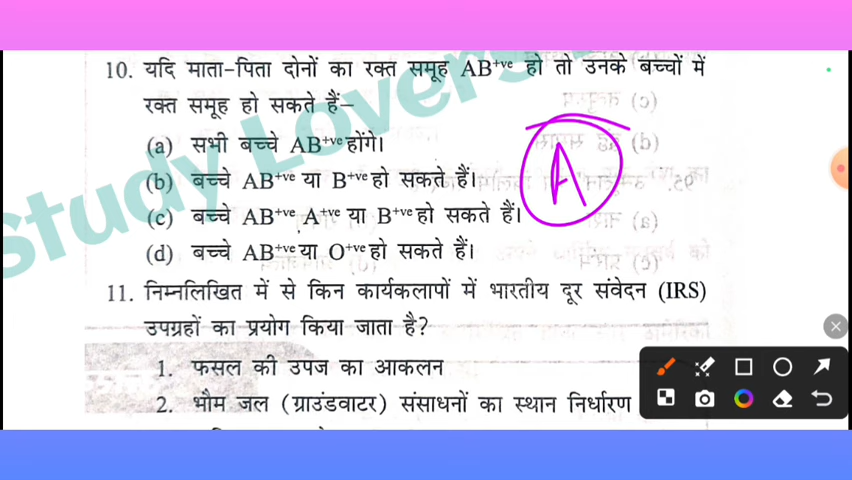 Study Lovers
10. यदि माता-पिता दोनों का रक्त समूह AB+ve हो तो उनके बच्चों में
रक्त समूह हो सकते हैं–
(a) सभी बच्चे AB+ve होंगे।
(b) बच्चे AB+ve या B+ve हो सकते हैं।
(c) बच्चे AB+ve A+ve या B+ve हो सकते हैं।
(d) बच्चे AB+ve या O+ve हो सकते हैं।
A
11. निम्नलिखित में से किन कार्यकलापों में भारतीय दूर संवेदन (IRS)
उपग्रहों का प्रयोग किया जाता है?
1. फसल की उपज का आकलन
2. भौम जल (ग्राउंडवाटर) संसाधनों का स्थान निर्धारण